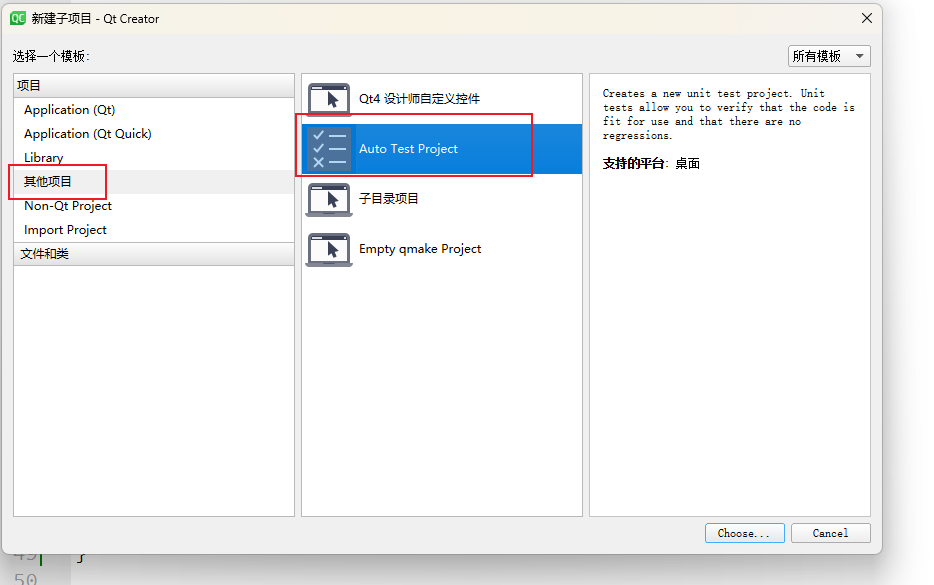 QC 新建子项目 - Qt Creator
选择一个模板:
所有模板
项目
Application (Qt)
Application (Qt Quick)
Library
其他项目
Non-Qt Project
Import Project
文件和类
Qt4 设计师自定义控件
Auto Test Project
子目录项目
Empty qmake Project
Creates a new unit test project. Unit
tests allow you to verify that the code is
fit for use and that there are no
regressions.
支持的平台: 桌面
Choose...
Cancel
49 }
50